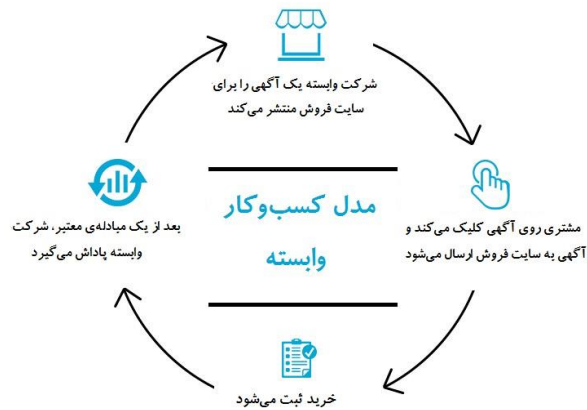 شرکت وابسته یک آگهی را برای
سایت فروش منتشر می‌کند
مشتری روی آگهی کلیک می‌کند و
آگهی به سایت فروش ارسال می‌شود
خرید ثبت می‌شود
بعد از یک مبادله‌ی معتبر، شرکت
وابسته پاداش می‌گیرد
مدل کسب‌وکار
وابسته